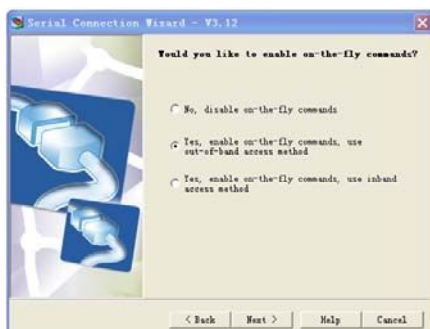 Serial Connection Wizard - V3.12
Would you like to enable on-the-fly commands?
No, disable on-the-fly commands
Yes, enable on-the-fly commands, use
out-of-band access method
Yes, enable on-the-fly commands, use inband
access method
< Back
Next >
Help
Cancel